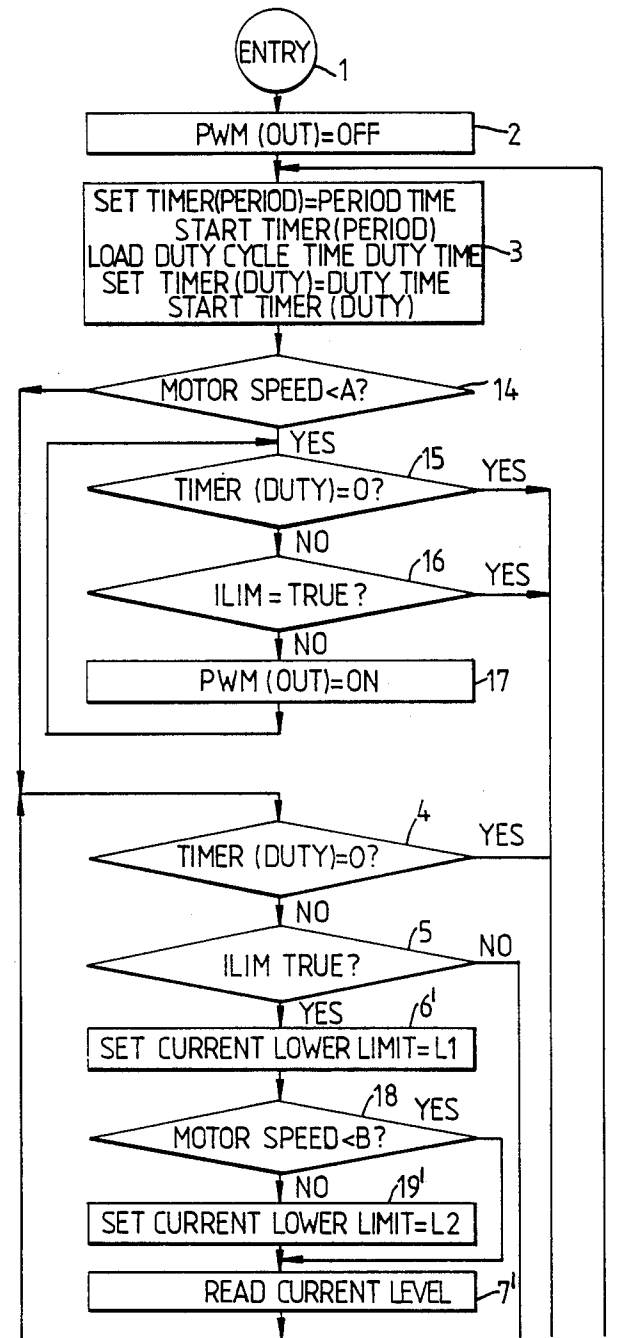 ENTRY
1
PWM (OUT)=OFF
2
SET TIMER(PERIOD)=PERIOD TIME
START TIMER(PERIOD)
LOAD DUTY CYCLE TIME DUTY TIME
SET TIMER (DUTY)=DUTY TIME
START TIMER (DUTY)
3
MOTOR SPEED<A?
14
YES
15
TIMER (DUTY)=0?
YES
NO
16
ILIM = TRUE?
YES
NO
PWM (OUT)=ON
17
4
TIMER (DUTY)=0?
YES
NO
5
ILIM TRUE?
NO
YES
6'
SET CURRENT LOWER LIMIT=L1
18
MOTOR SPEED<B?
YES
NO
19'
SET CURRENT LOWER LIMIT=L2
READ CURRENT LEVEL
7'